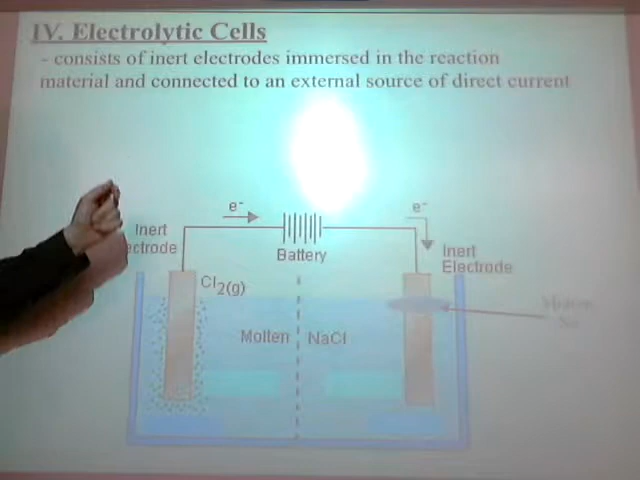 IV. Electrolytic Cells
- consists of inert electrodes immersed in the reaction
material and connected to an external source of direct current
e-
e-
Inert
ectrode
Battery
Inert
Electrode
Cl2(g)
Molten NaCl